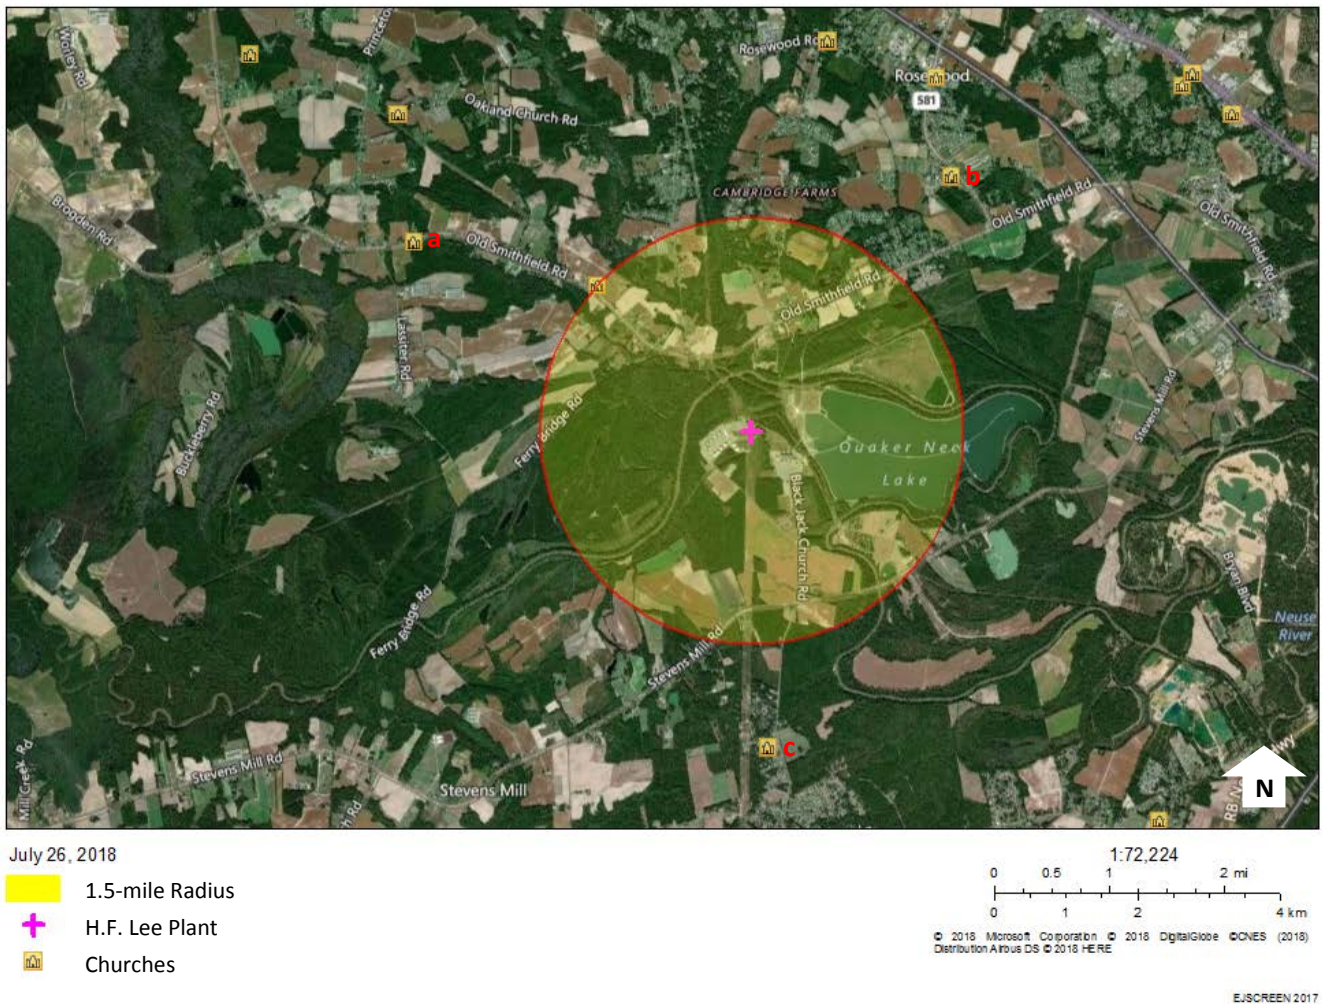 Wolley Rd
Princeto
Rosewood Rd
Rosewood
581
Oakland Church Rd
CAMBRIDGE FARMS
b
Old Smithfield Rd
Old Smithfield Rd
Brogden Rd
a
Old Smithfield Rd
Old Smithfield Rd
Lassiter Rd
Stevens Mill Rd
Buckleberry Rd
Ferry Bridge Rd
Quaker Neck
Lake
Black Jack Church Rd
Bryan Blvd
Ferry Bridge Rd
Neuse
River
Stevens Mill Rd
c
Mill Creek Rd
Stevens Mill Rd
Stevens Mill
h Rd
wy
N
July 26, 2018
1.5-mile Radius
H.F. Lee Plant
Churches
1:72,224
0 0.5 1 2 mi
0 1 2 4 km
© 2018 Microsoft Corporation © 2018 DigitalGlobe ©CNES (2018)
Distribution Airbus DS © 2018 HERE
EJSCREEN 2017